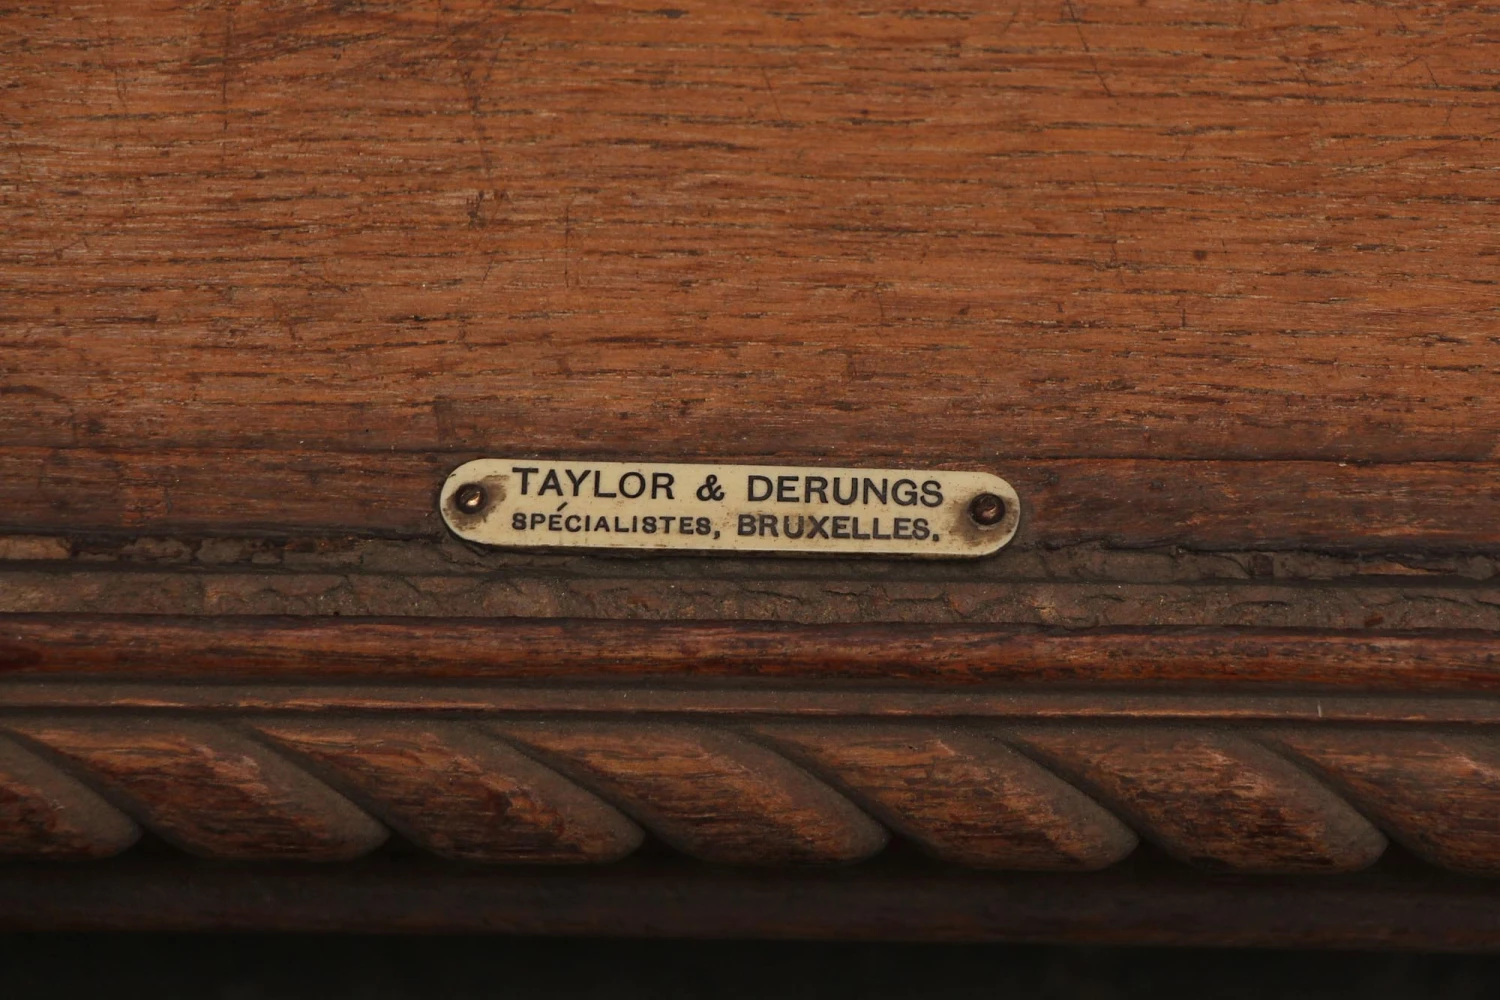 TAYLOR & DERUNGS
SPÉCIALISTES, BRUXELLES.